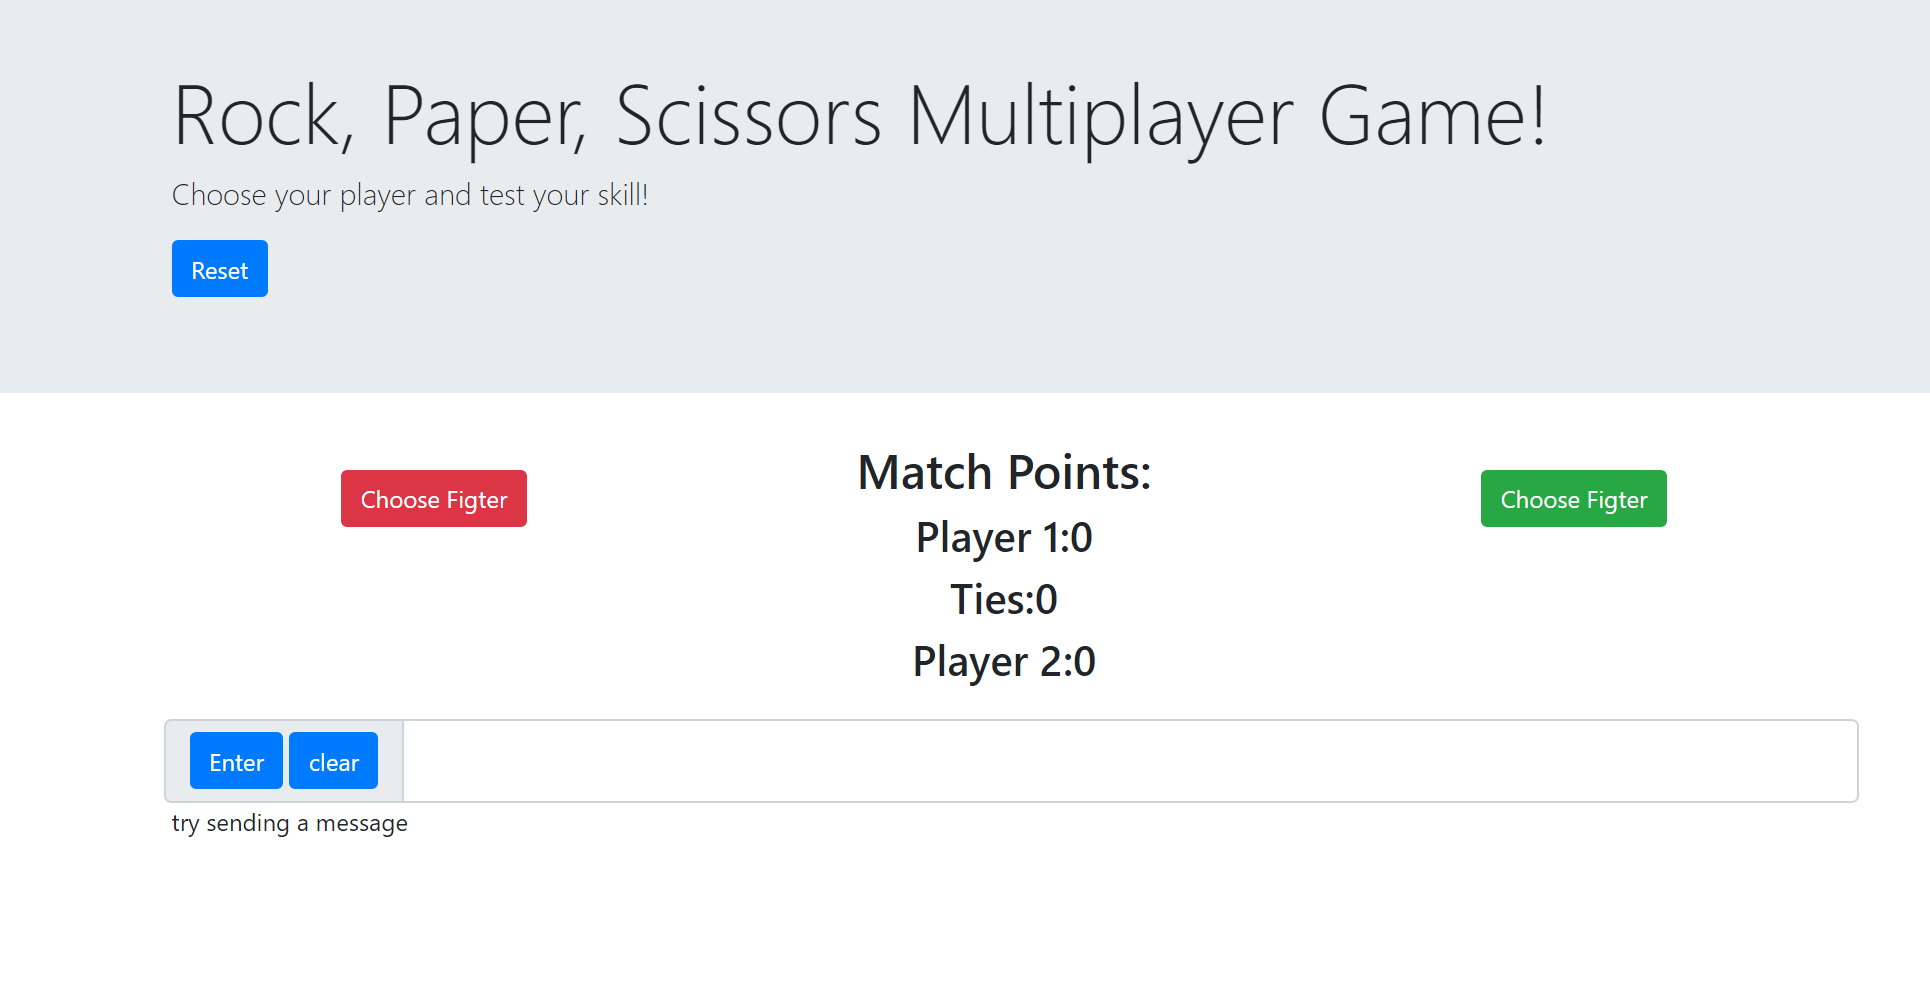 Rock, Paper, Scissors Multiplayer Game!
Choose your player and test your skill!
Reset
Choose Figter
Match Points:
Player 1:0
Ties:0
Player 2:0
Choose Figter
Enter
clear
try sending a message